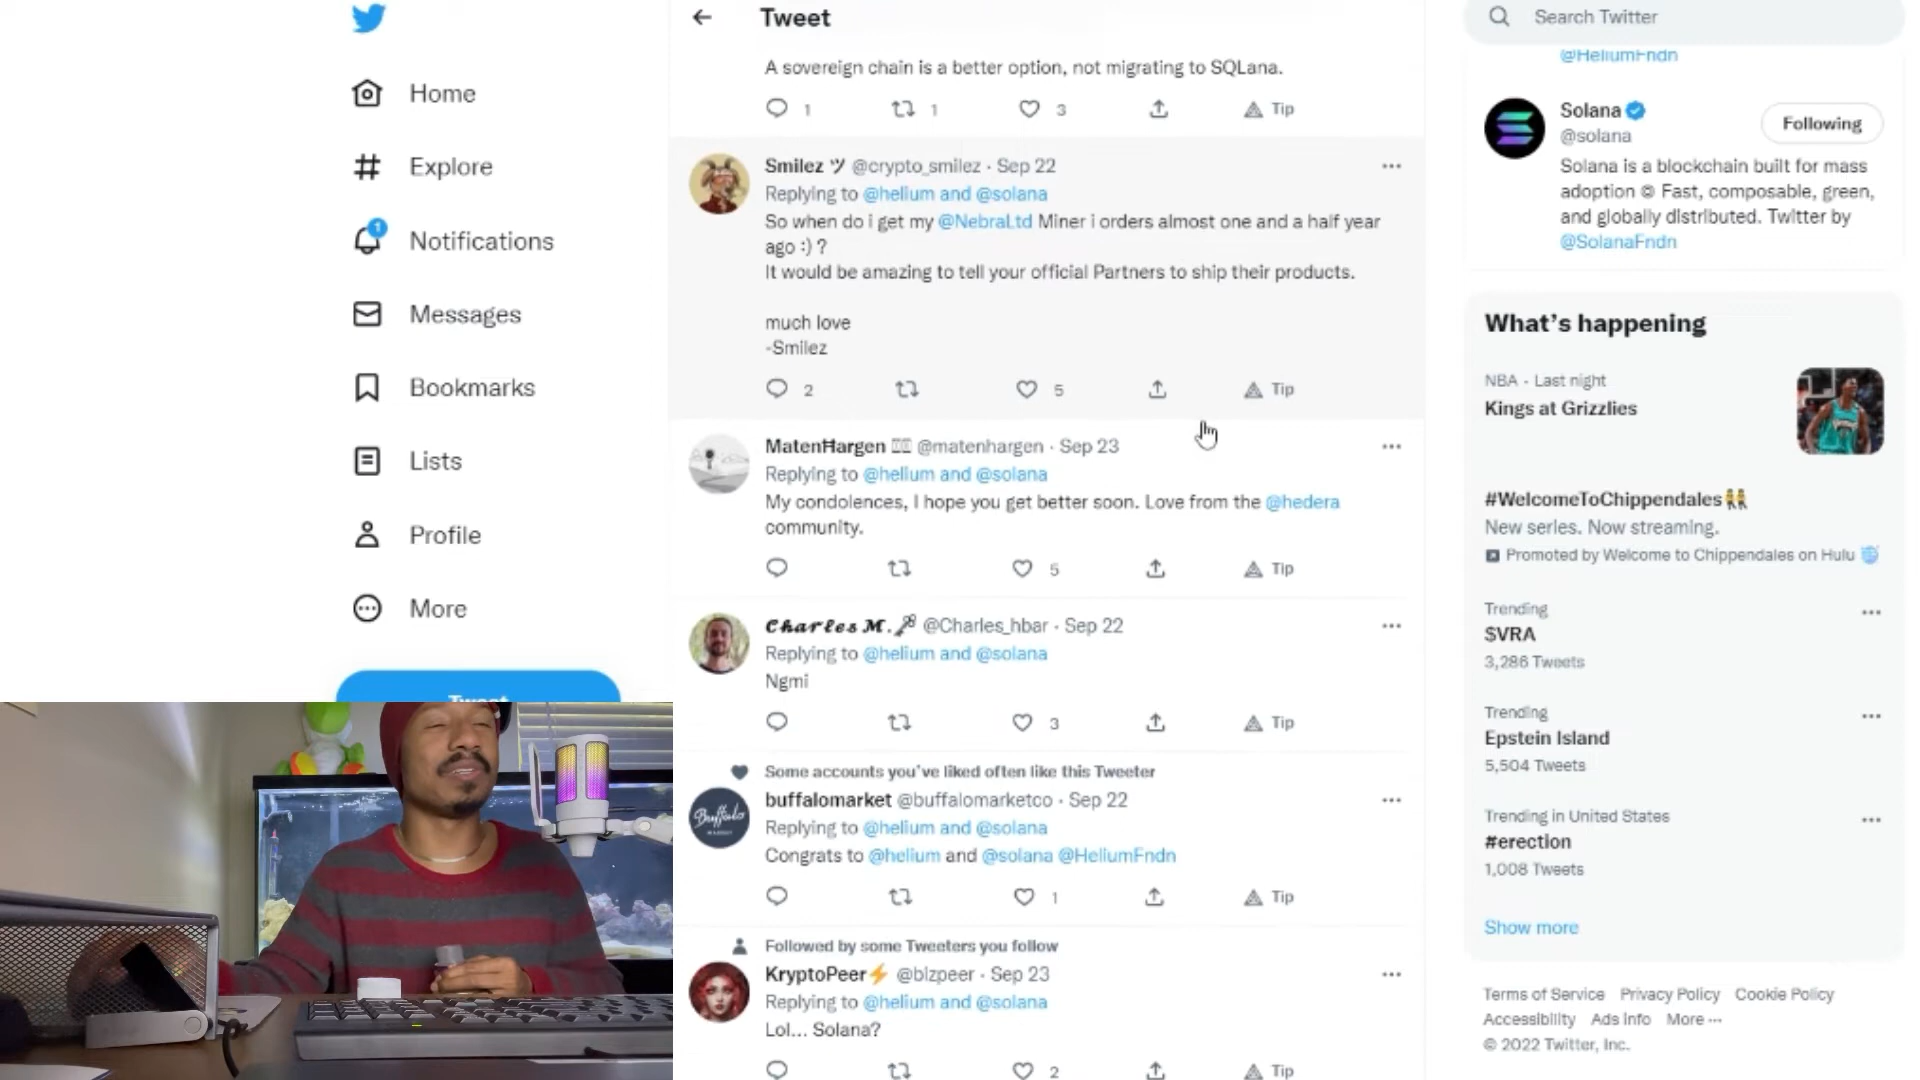 Tweet
Search Twitter
Home
Explore
1
Notifications
Messages
Bookmarks
Lists
Profile
More
A sovereign chain is a better option, not migrating to SQLana.
1 1 3 Tip
Smilez ツ @crypto_smilez · Sep 22
Replying to @helium and @solana
So when do i get my @NebraLtd Miner i orders almost one and a half year
ago :) ?
It would be amazing to tell your official Partners to ship their products.
much love
-Smilez
2 5 Tip
MatenĦargen @matenhargen · Sep 23
Replying to @helium and @solana
My condolences, I hope you get better soon. Love from the @hedera
community.
5 Tip
Charles M. @Charles_hbar · Sep 22
Replying to @helium and @solana
Ngmi
3 Tip
Some accounts you've liked often like this Tweeter
Buffalo
buffalomarket @buffalomarketco · Sep 22
Replying to @helium and @solana
Congrats to @helium and @solana @HeliumFndn
1 Tip
Followed by some Tweeters you follow
KryptoPeer⚡ @blzpeer · Sep 23
Replying to @helium and @solana
Lol... Solana?
2 Tip
@HeliumFndn
Solana
@solana
Following
Solana is a blockchain built for mass
adoption © Fast, composable, green,
and globally distributed. Twitter by
@SolanaFndn
What's happening
NBA · Last night
Kings at Grizzlies
#WelcomeToChippendales
New series. Now streaming.
Promoted by Welcome to Chippendales on Hulu
Trending
$VRA
3,286 Tweets
Trending
Epstein Island
5,504 Tweets
Trending in United States
#erection
1,008 Tweets
Show more
Terms of Service Privacy Policy Cookie Policy
Accessibility Ads info More ···
© 2022 Twitter, Inc.